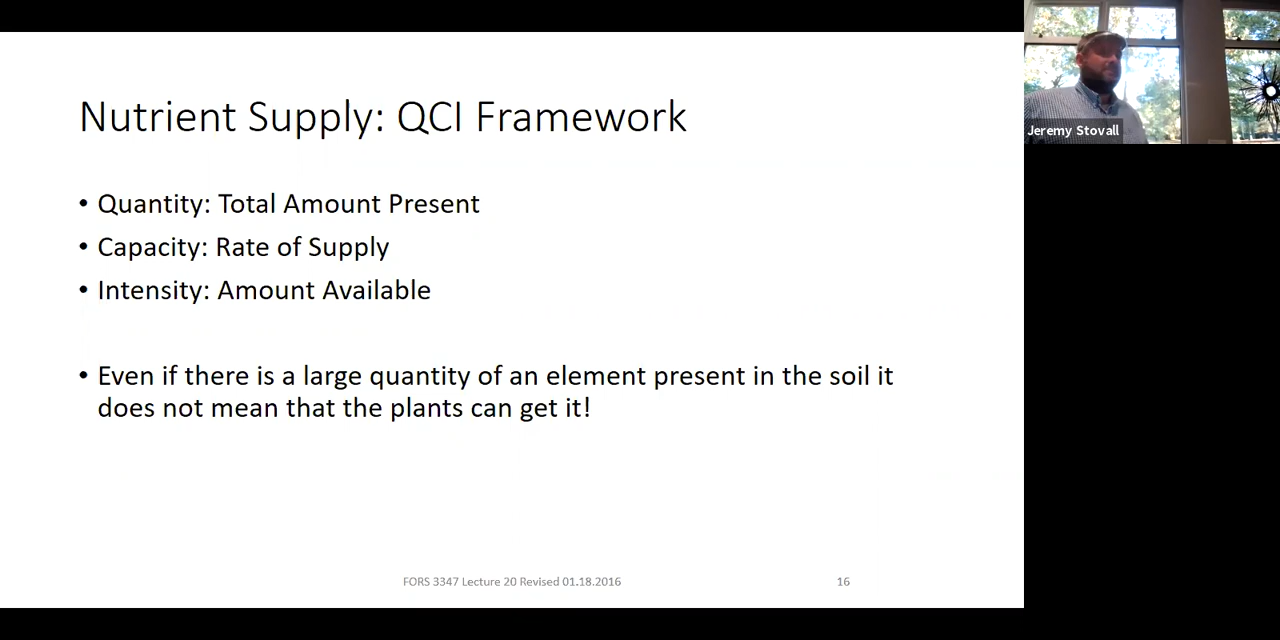 Nutrient Supply: QCI Framework
• Quantity: Total Amount Present
• Capacity: Rate of Supply
• Intensity: Amount Available
• Even if there is a large quantity of an element present in the soil it
does not mean that the plants can get it!
FORS 3347 Lecture 20 Revised 01.18.2016
16
Jeremy Stovall